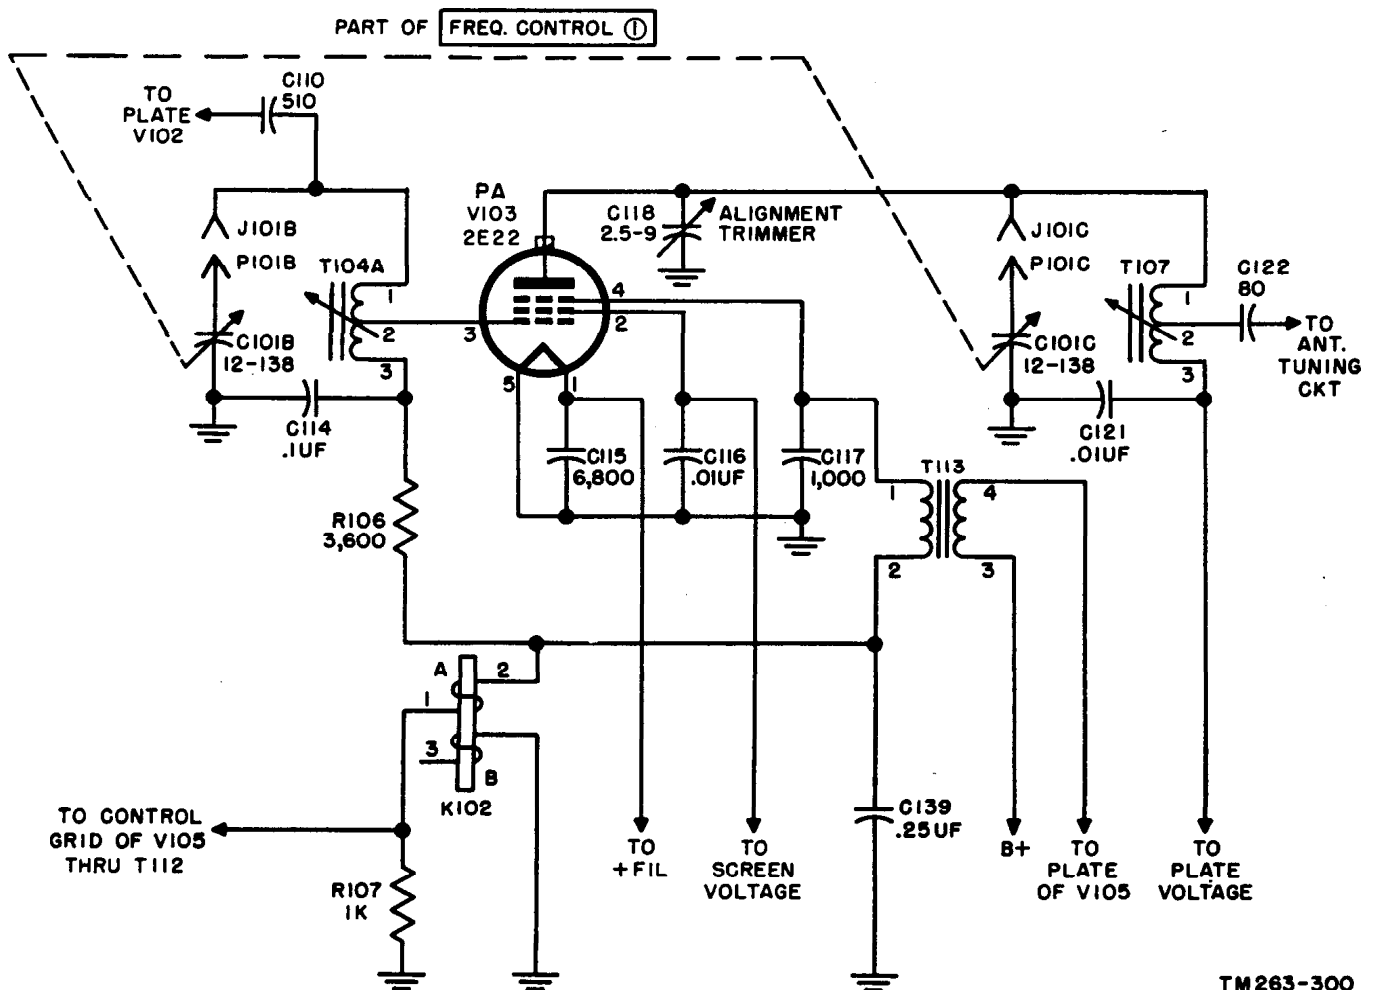 PART OF FREQ. CONTROL ①
C110
510
TO
PLATE
V102
J101B
P101B
C101B
12-138
T104A
1
2
3
C114
.1UF
PA
V103
2E22
3
4
2
5
1
C118
2.5-9
ALIGNMENT
TRIMMER
J101C
P101C
C101C
12-138
T107
1
2
3
C122
80
TO
ANT.
TUNING
CKT
C121
.01UF
C115
6,800
C116
.01UF
C117
1,000
T113
1
2
4
3
R106
3,600
A
2
1
3
B
K102
TO CONTROL
GRID OF V105
THRU T112
R107
1K
TO
+FIL
TO
SCREEN
VOLTAGE
C139
.25UF
B+
TO
PLATE
OF V105
TO
PLATE
VOLTAGE
TM263-300